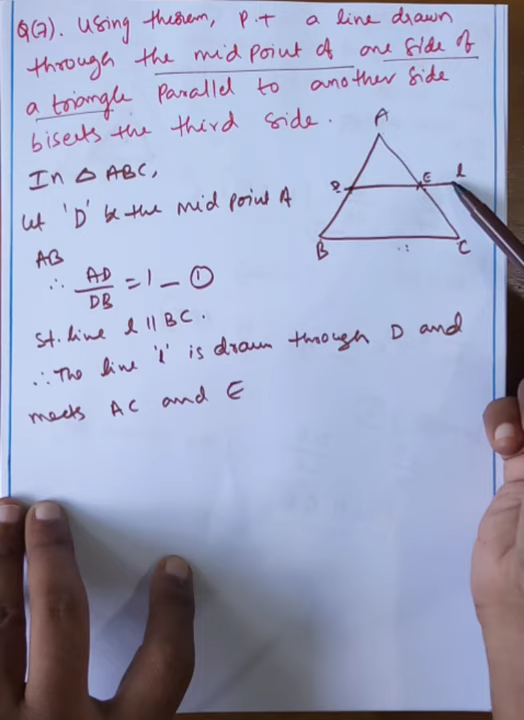 Q(7). Using theorem, p.t a line drawn
through the mid point of one side of
a triangle parallel to another side
bisects the third side.
In △ ABC,
let 'D' be the mid point A
AB
∴ AD/DB = 1 – ①
St. line l || BC.
∴ The line 'l' is drawn through D and
meets AC and E
A
D E l
B C